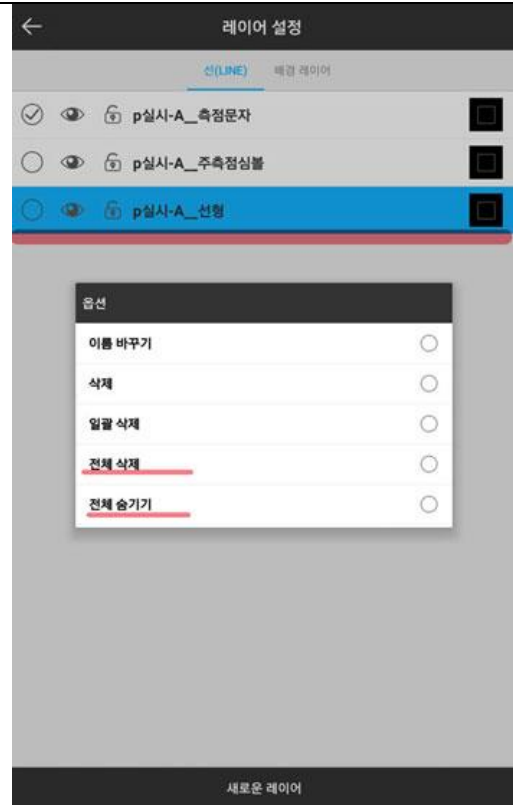 레이어 설정
선(LINE) 배경 레이어
p실시-A__측점문자
p실시-A__주측점심볼
p실시-A__선형
옵션
이름 바꾸기
삭제
일괄 삭제
전체 삭제
전체 숨기기
새로운 레이어